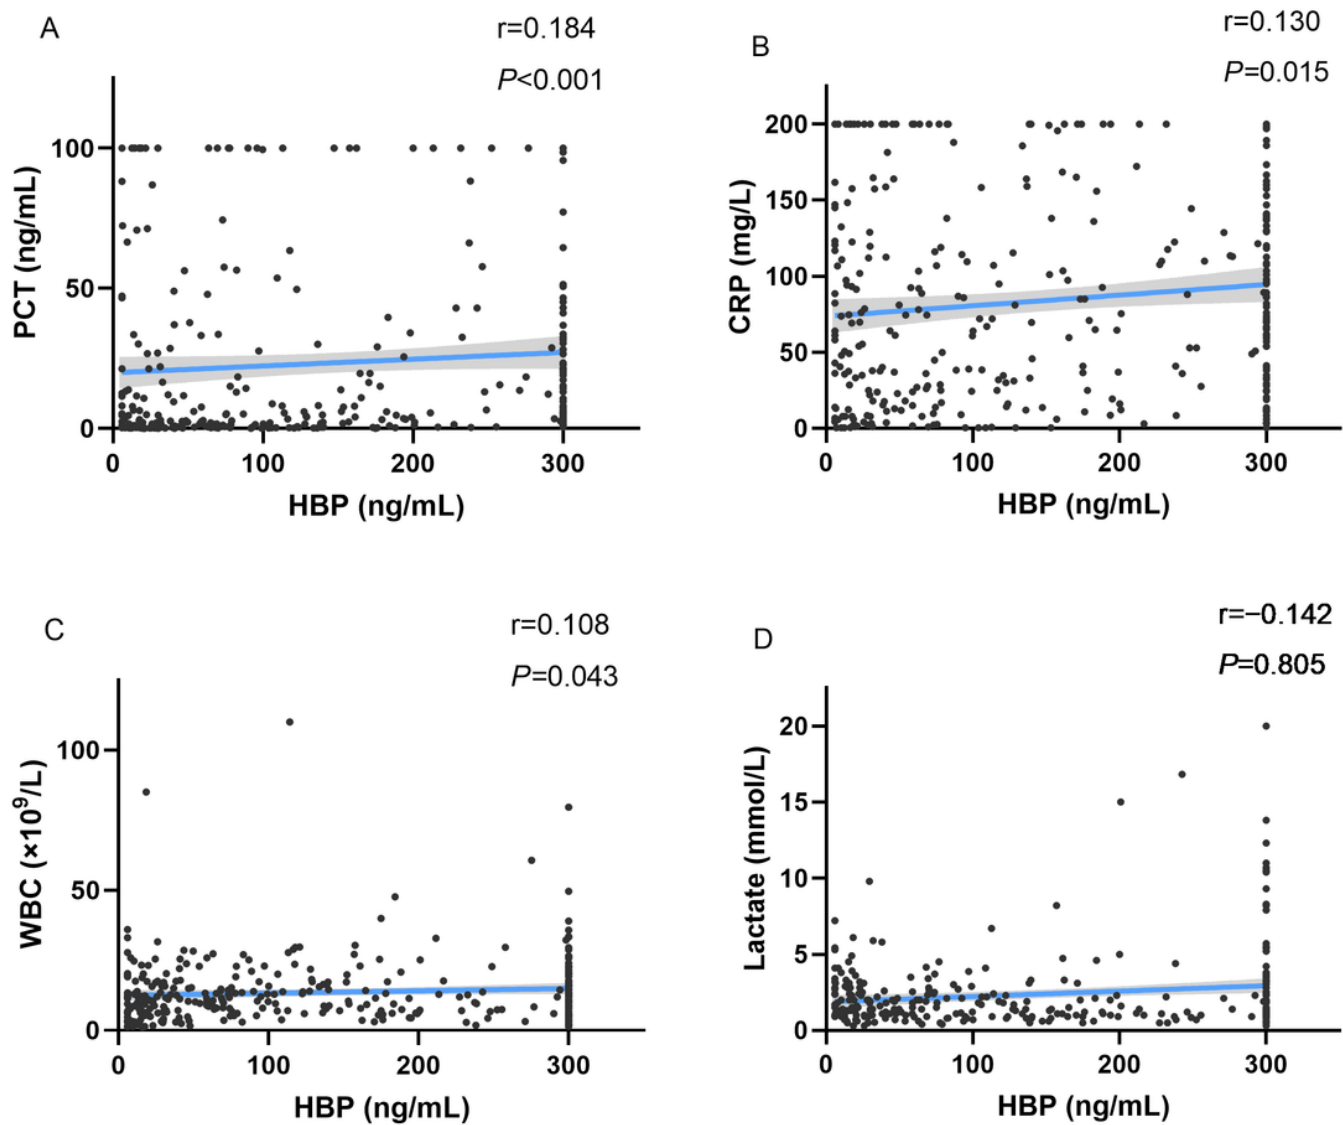 A
r=0.184
P<0.001
PCT (ng/mL)
100
50
0
0 100 200 300
HBP (ng/mL)
B
r=0.130
P=0.015
CRP (mg/L)
200
150
100
50
0
0 100 200 300
HBP (ng/mL)
C
r=0.108
P=0.043
WBC (×10⁹/L)
100
50
0
0 100 200 300
HBP (ng/mL)
D
r=−0.142
P=0.805
Lactate (mmol/L)
20
15
10
5
0
0 100 200 300
HBP (ng/mL)